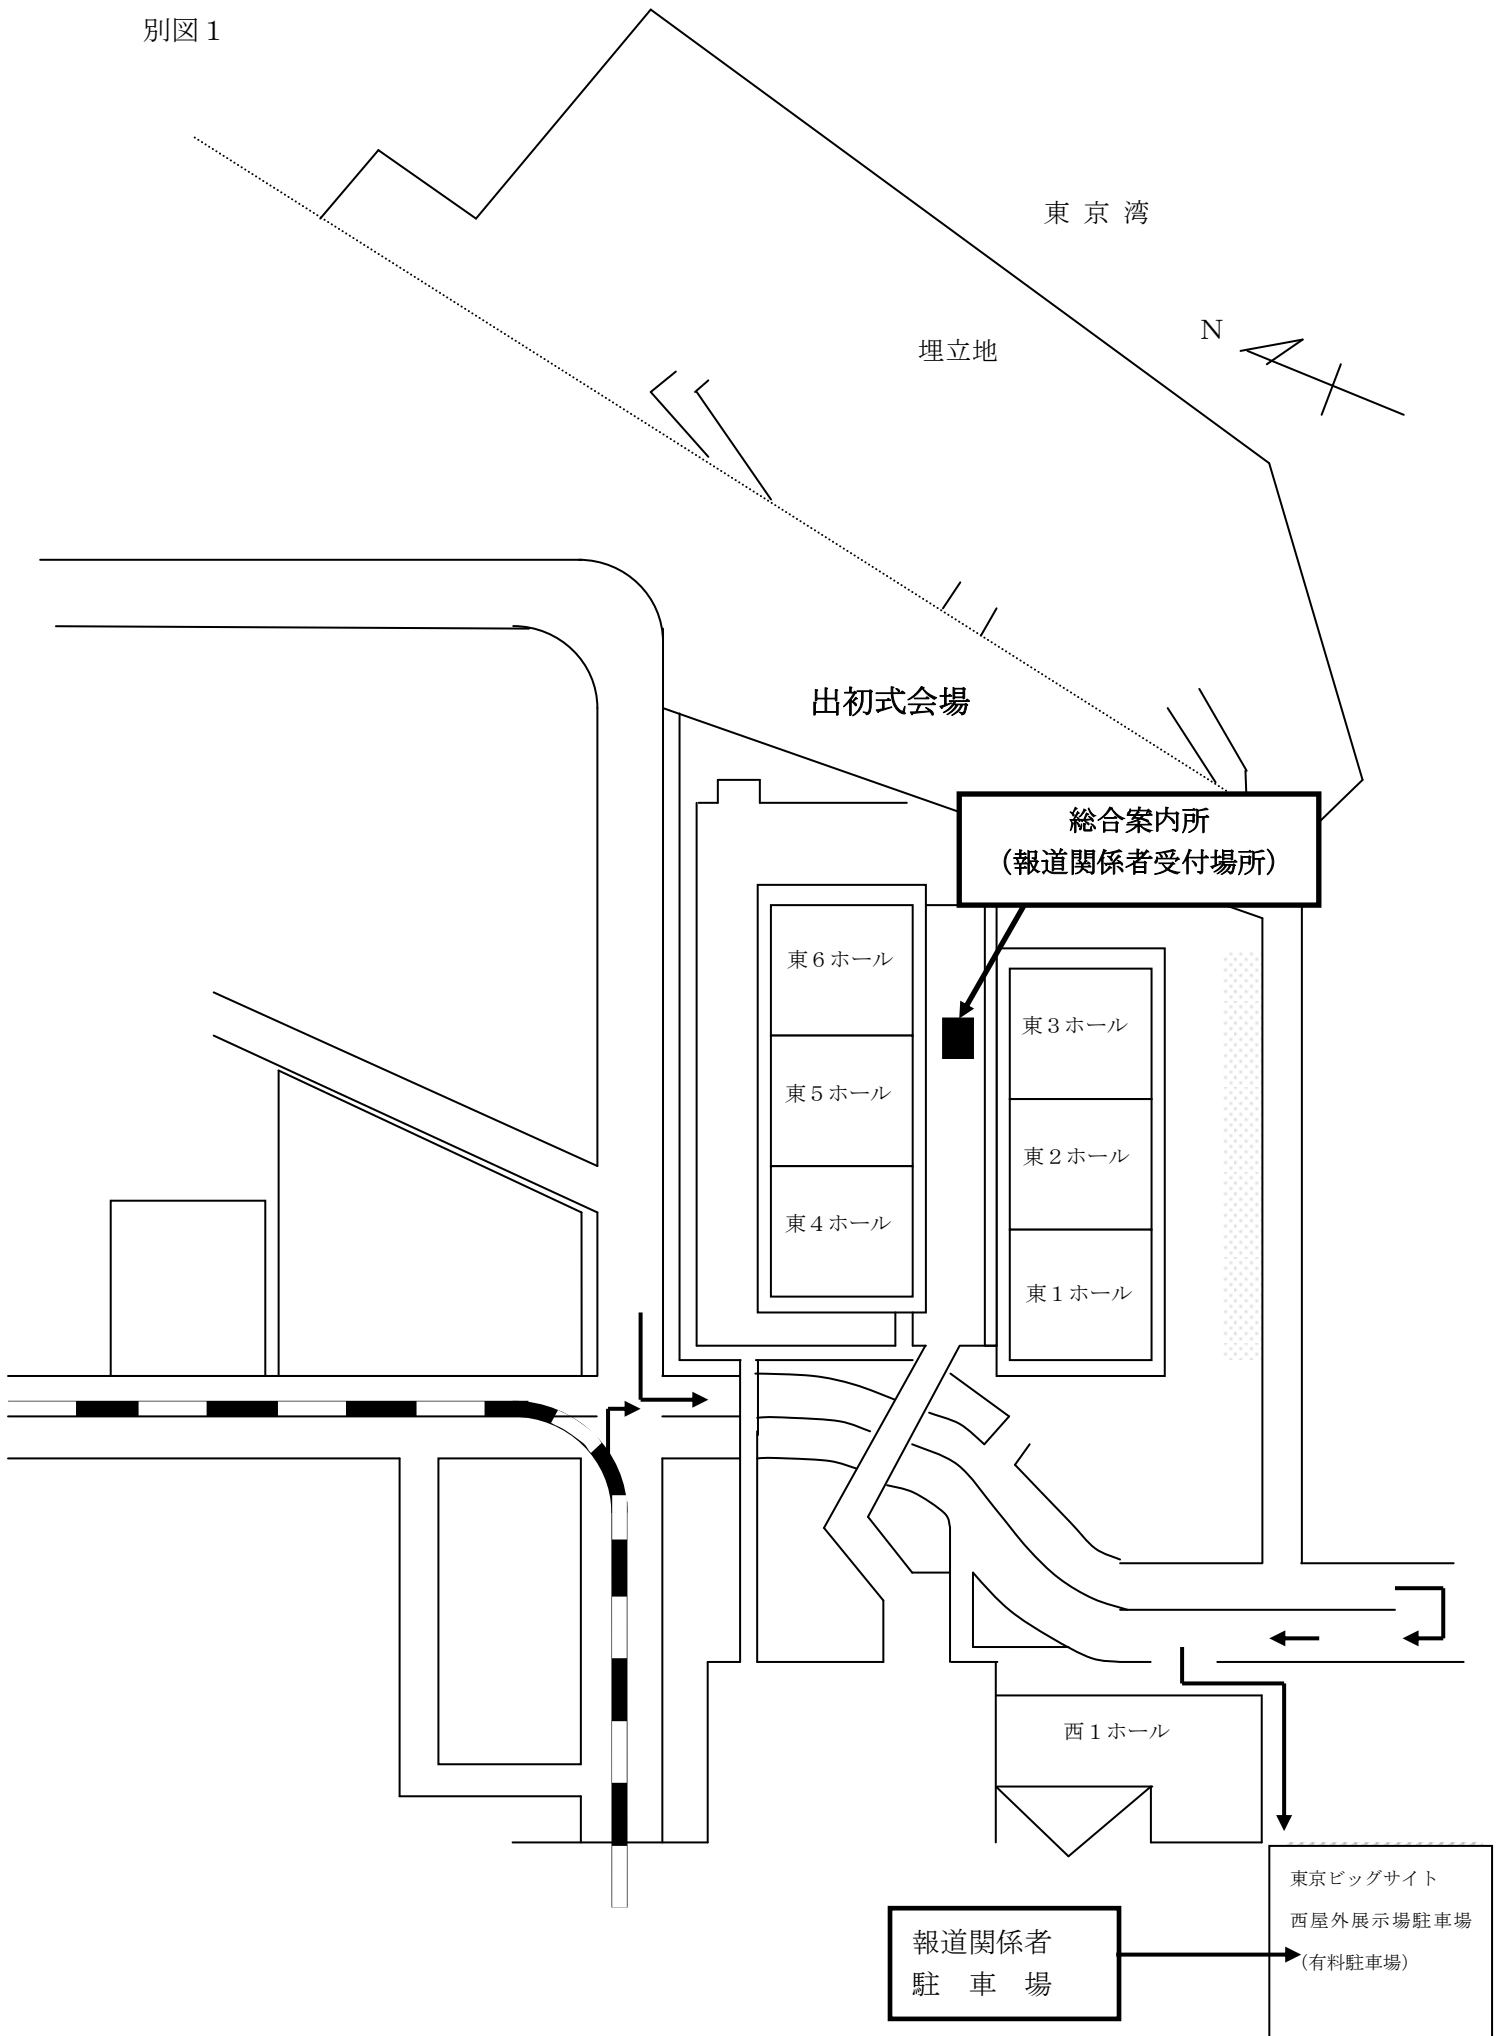 別図１
東 京 湾
N
埋立地
出初式会場
総合案内所
（報道関係者受付場所）
東６ホール
東３ホール
東５ホール
東２ホール
東４ホール
東１ホール
西１ホール
東京ビッグサイト
西屋外展示場駐車場
（有料駐車場）
報道関係者
駐　車　場